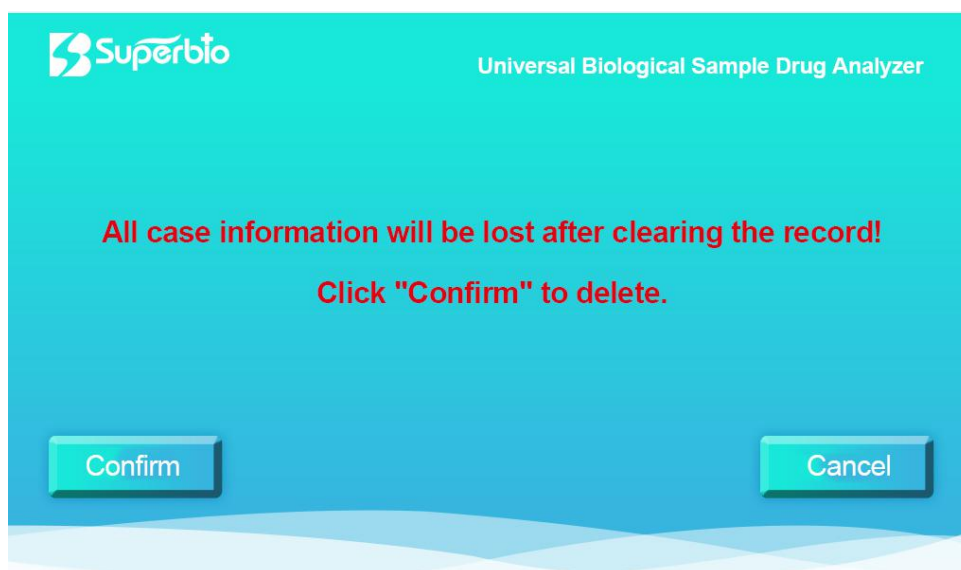 Superbio
Universal Biological Sample Drug Analyzer
All case information will be lost after clearing the record!
Click "Confirm" to delete.
Confirm
Cancel